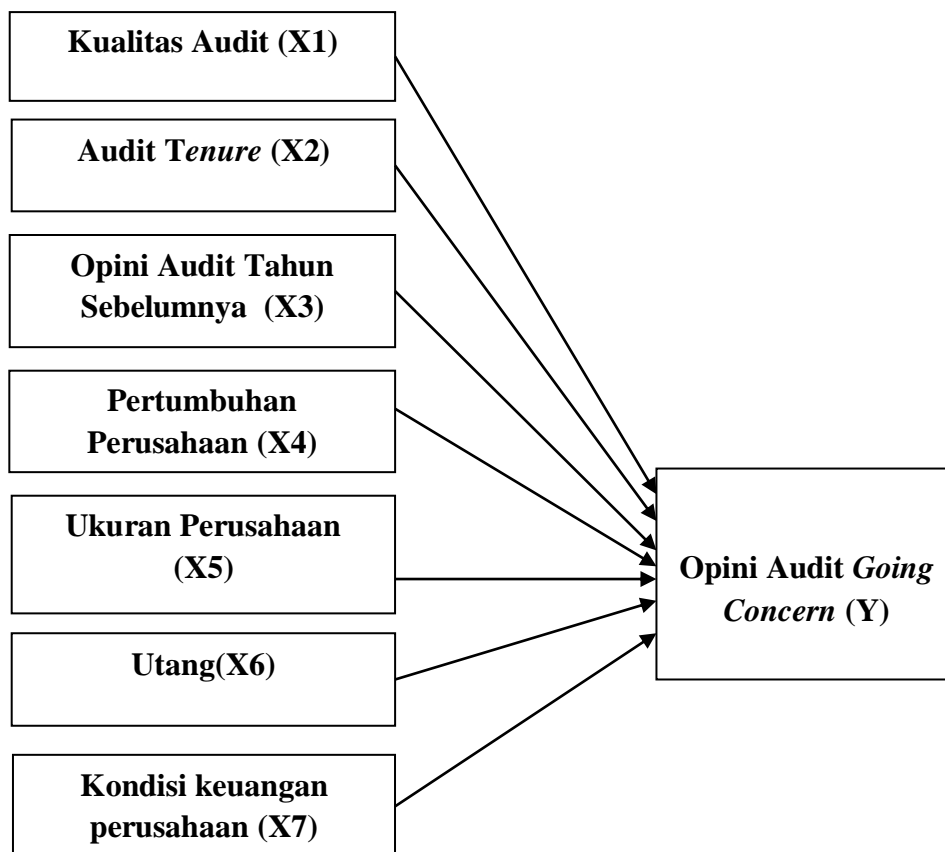 Kualitas Audit (X1)
Audit Tenure (X2)
Opini Audit Tahun
Sebelumnya (X3)
Pertumbuhan
Perusahaan (X4)
Ukuran Perusahaan
(X5)
Utang(X6)
Kondisi keuangan
perusahaan (X7)
Opini Audit Going
Concern (Y)